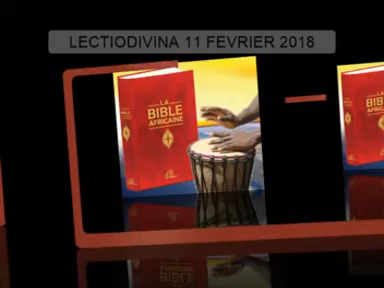 LECTIODIVINA 11 FEVRIER 2018
LA
BIBLE
AFRICAINE